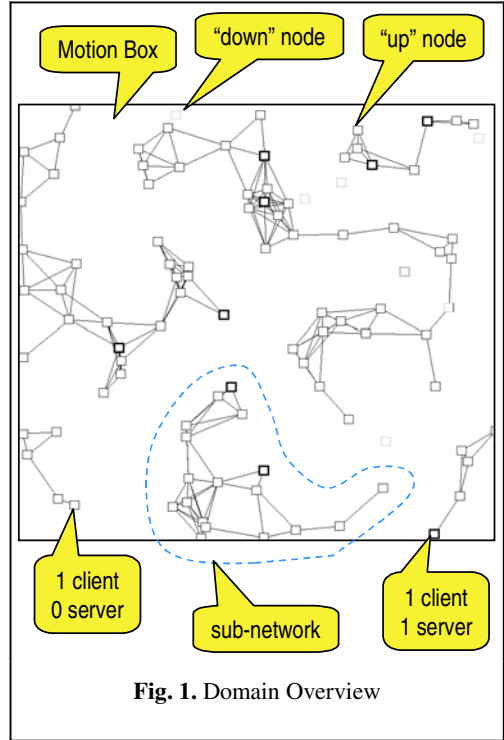 Motion Box
“down” node
“up” node
1 client
0 server
sub-network
1 client
1 server
Fig. 1. Domain Overview